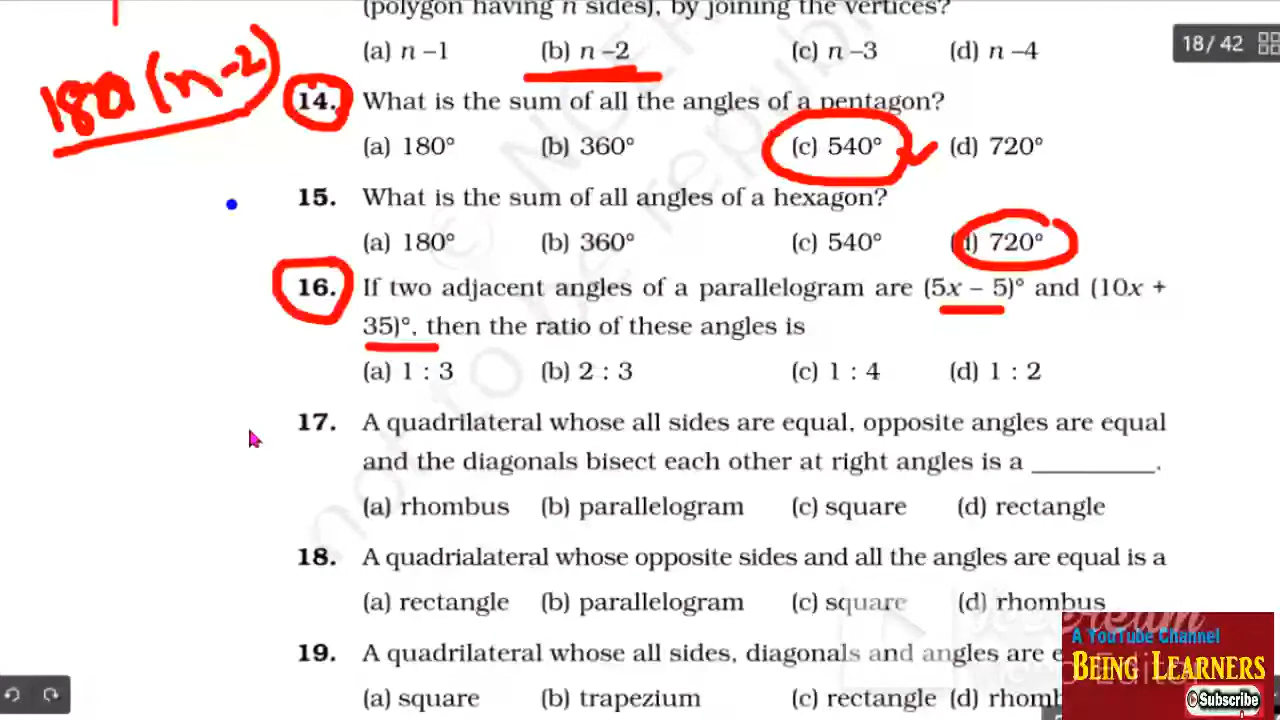 (polygon having n sides), by joining the vertices?
(a) n –1 (b) n –2 (c) n –3 (d) n –4
18 / 42
180 (n-2)
14. What is the sum of all the angles of a pentagon?
(a) 180° (b) 360° (c) 540° (d) 720°
15. What is the sum of all angles of a hexagon?
(a) 180° (b) 360° (c) 540° (d) 720°
16. If two adjacent angles of a parallelogram are (5x – 5)° and (10x +
35)°, then the ratio of these angles is
(a) 1 : 3 (b) 2 : 3 (c) 1 : 4 (d) 1 : 2
17. A quadrilateral whose all sides are equal, opposite angles are equal
and the diagonals bisect each other at right angles is a __________.
(a) rhombus (b) parallelogram (c) square (d) rectangle
18. A quadrialateral whose opposite sides and all the angles are equal is a
(a) rectangle (b) parallelogram (c) square (d) rhombus
19. A quadrilateral whose all sides, diagonals and angles are e
(a) square (b) trapezium (c) rectangle (d) rhomb
A YouTube Channel
BEING LEARNERS
Subscribe
not to be republ
Editor